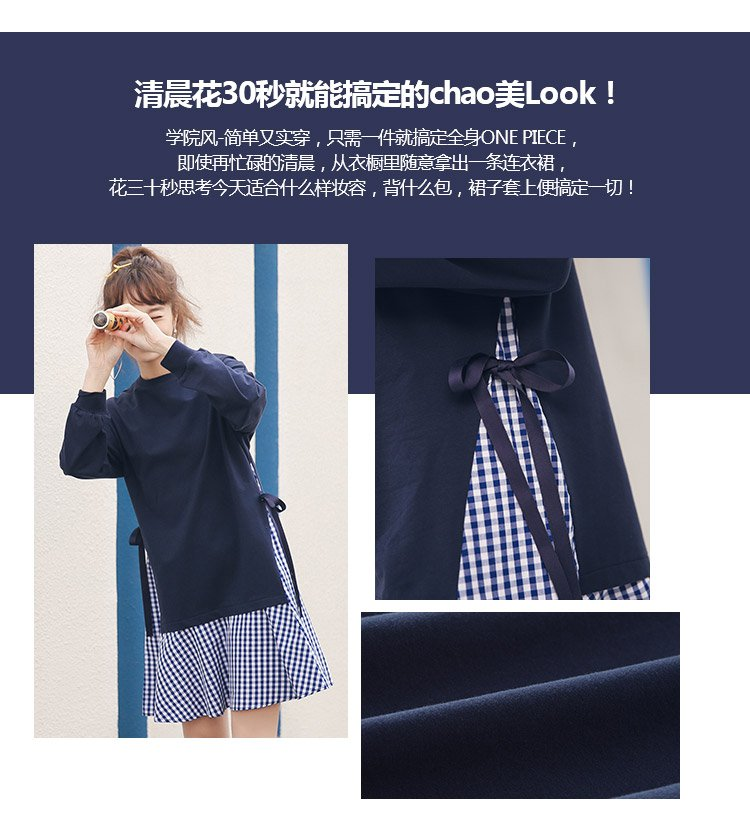 清晨花30秒就能搞定的chao美Look！
学院风-简单又实穿，只需一件就搞定全身ONE PIECE，
即使再忙碌的清晨，从衣橱里随意拿出一条连衣裙，
花三十秒思考今天适合什么样妆容，背什么包，裙子套上便搞定一切！